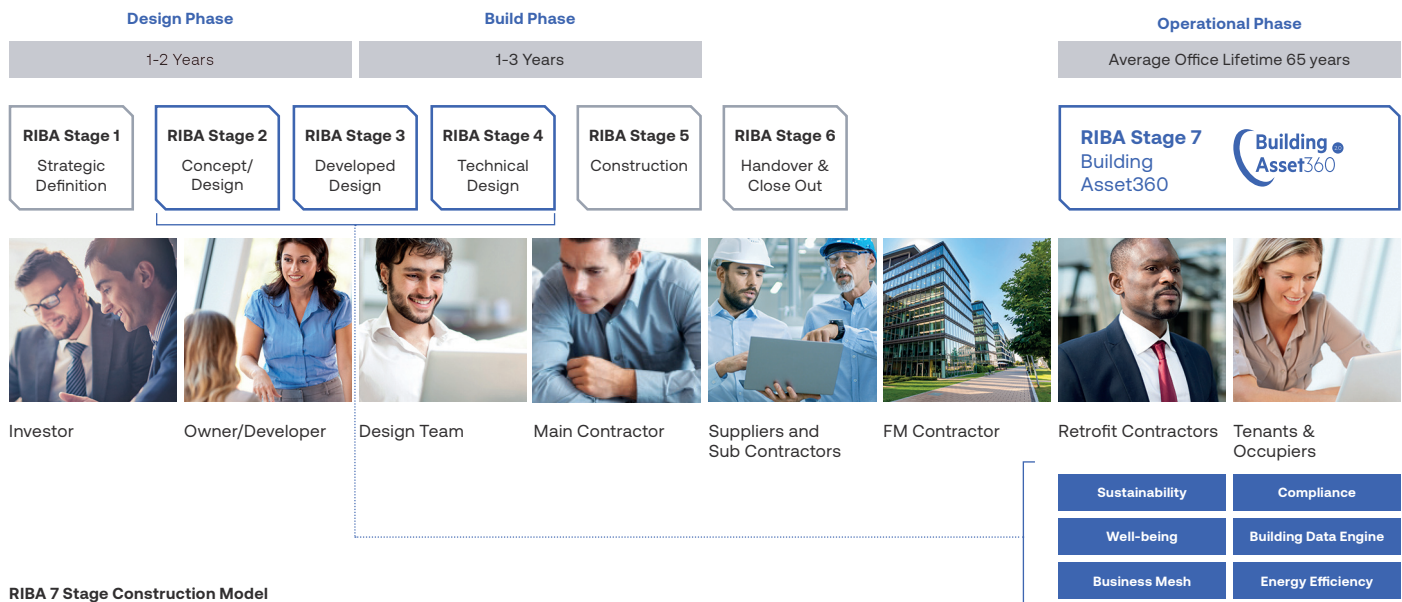 Design Phase
Build Phase
Operational Phase
1-2 Years
1-3 Years
Average Office Lifetime 65 years
RIBA Stage 1
Strategic
Definition
RIBA Stage 2
Concept/
Design
RIBA Stage 3
Developed
Design
RIBA Stage 4
Technical
Design
RIBA Stage 5
Construction
RIBA Stage 6
Handover &
Close Out
RIBA Stage 7
Building
Asset360
Building 2.0
Asset360
Investor
Owner/Developer
Design Team
Main Contractor
Suppliers and
Sub Contractors
FM Contractor
Retrofit Contractors
Tenants &
Occupiers
Sustainability
Compliance
Well-being
Building Data Engine
Business Mesh
Energy Efficiency
RIBA 7 Stage Construction Model